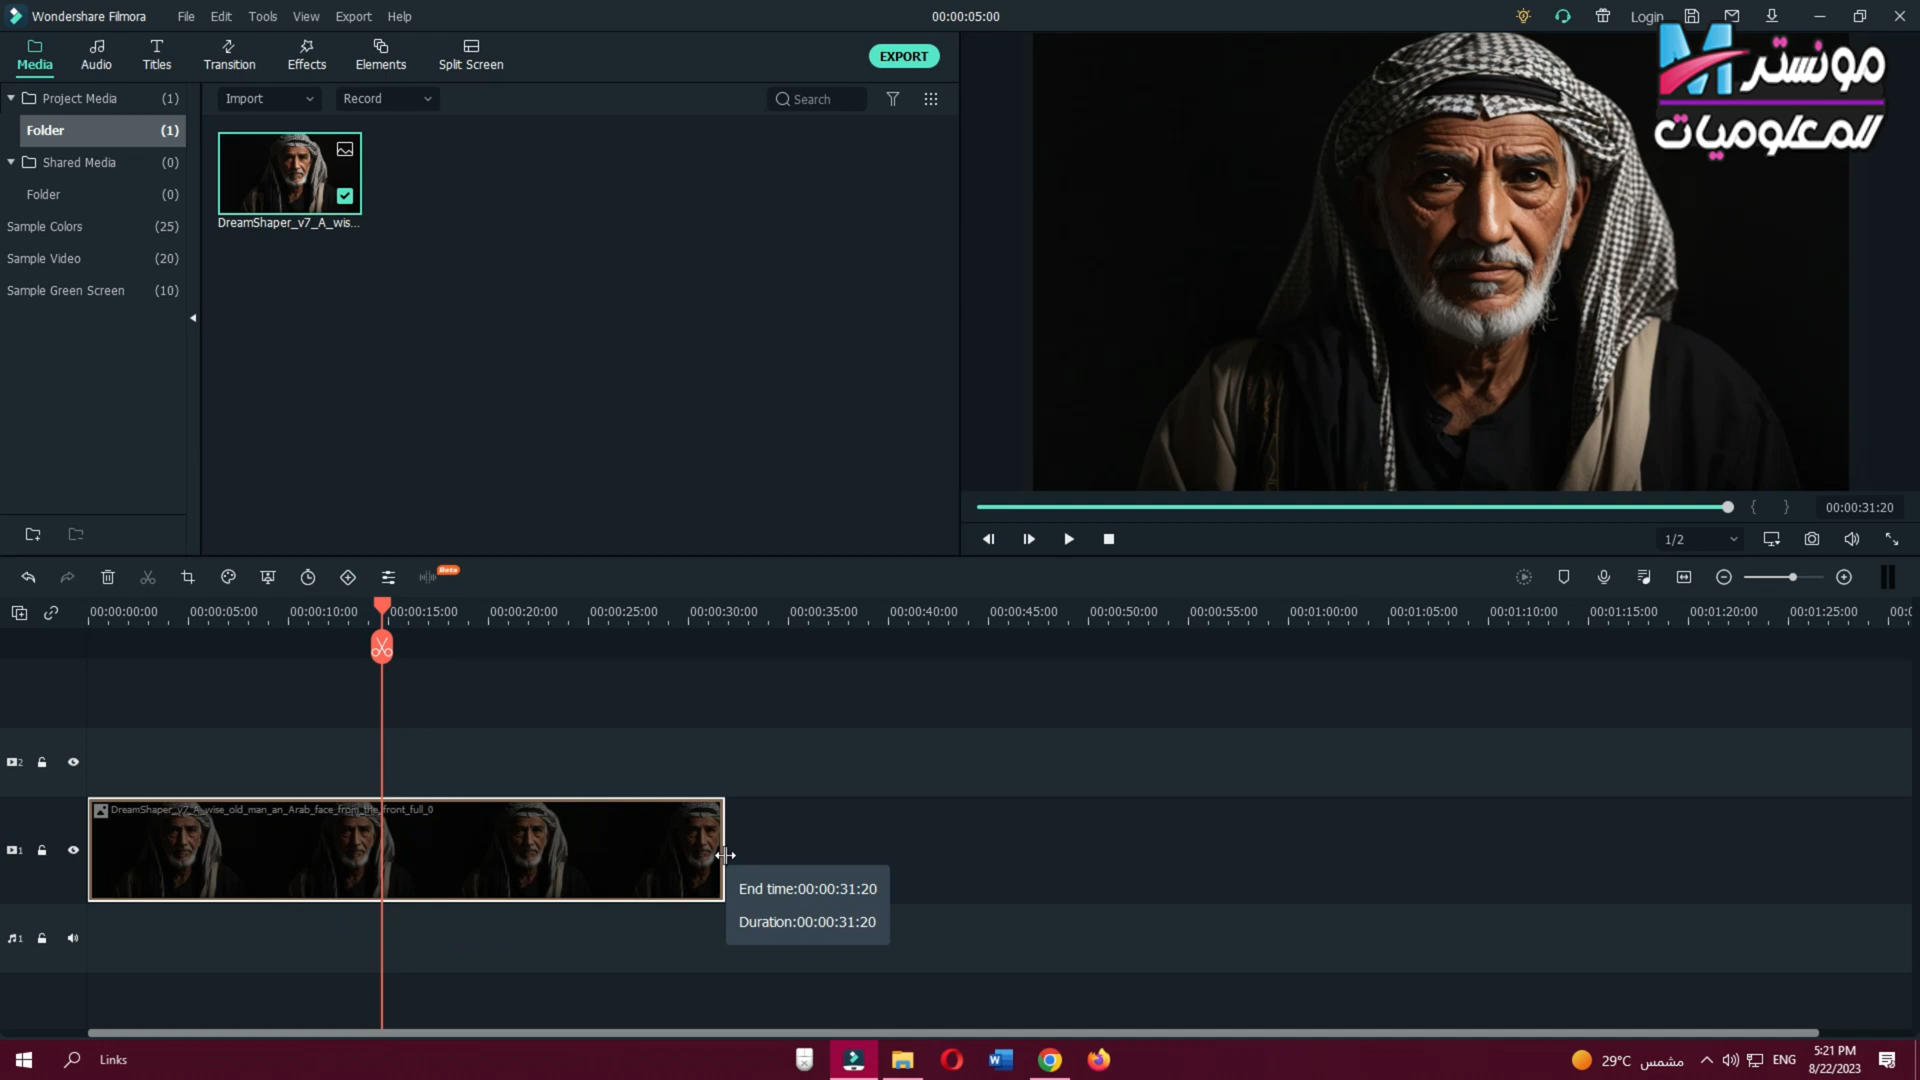 Wondershare Filmora
File Edit Tools View Export Help
00:00:05:00
Login
مونستر
للمعلوميات
Media Audio Titles Transition Effects Elements Split Screen
EXPORT
Project Media (1)
Folder (1)
Shared Media (0)
Folder (0)
Sample Colors (25)
Sample Video (20)
Sample Green Screen (10)
Import Record Search
DreamShaper_v7_A_wis...
{ } 00:00:31:20
1/2
Beta
00:00:00:00 00:00:05:00 00:00:10:00 00:00:15:00 00:00:20:00 00:00:25:00 00:00:30:00 00:00:35:00 00:00:40:00 00:00:45:00 00:00:50:00 00:00:55:00 00:01:00:00 00:01:05:00 00:01:10:00 00:01:15:00 00:01:20:00 00:01:25:00
2
DreamShaper_v7_A_wise_old_man_an_Arab_face_from_the_front_full_0
1
End time:00:00:31:20
Duration:00:00:31:20
1
Links
29°C مشمس
ENG
5:21 PM
8/22/2023